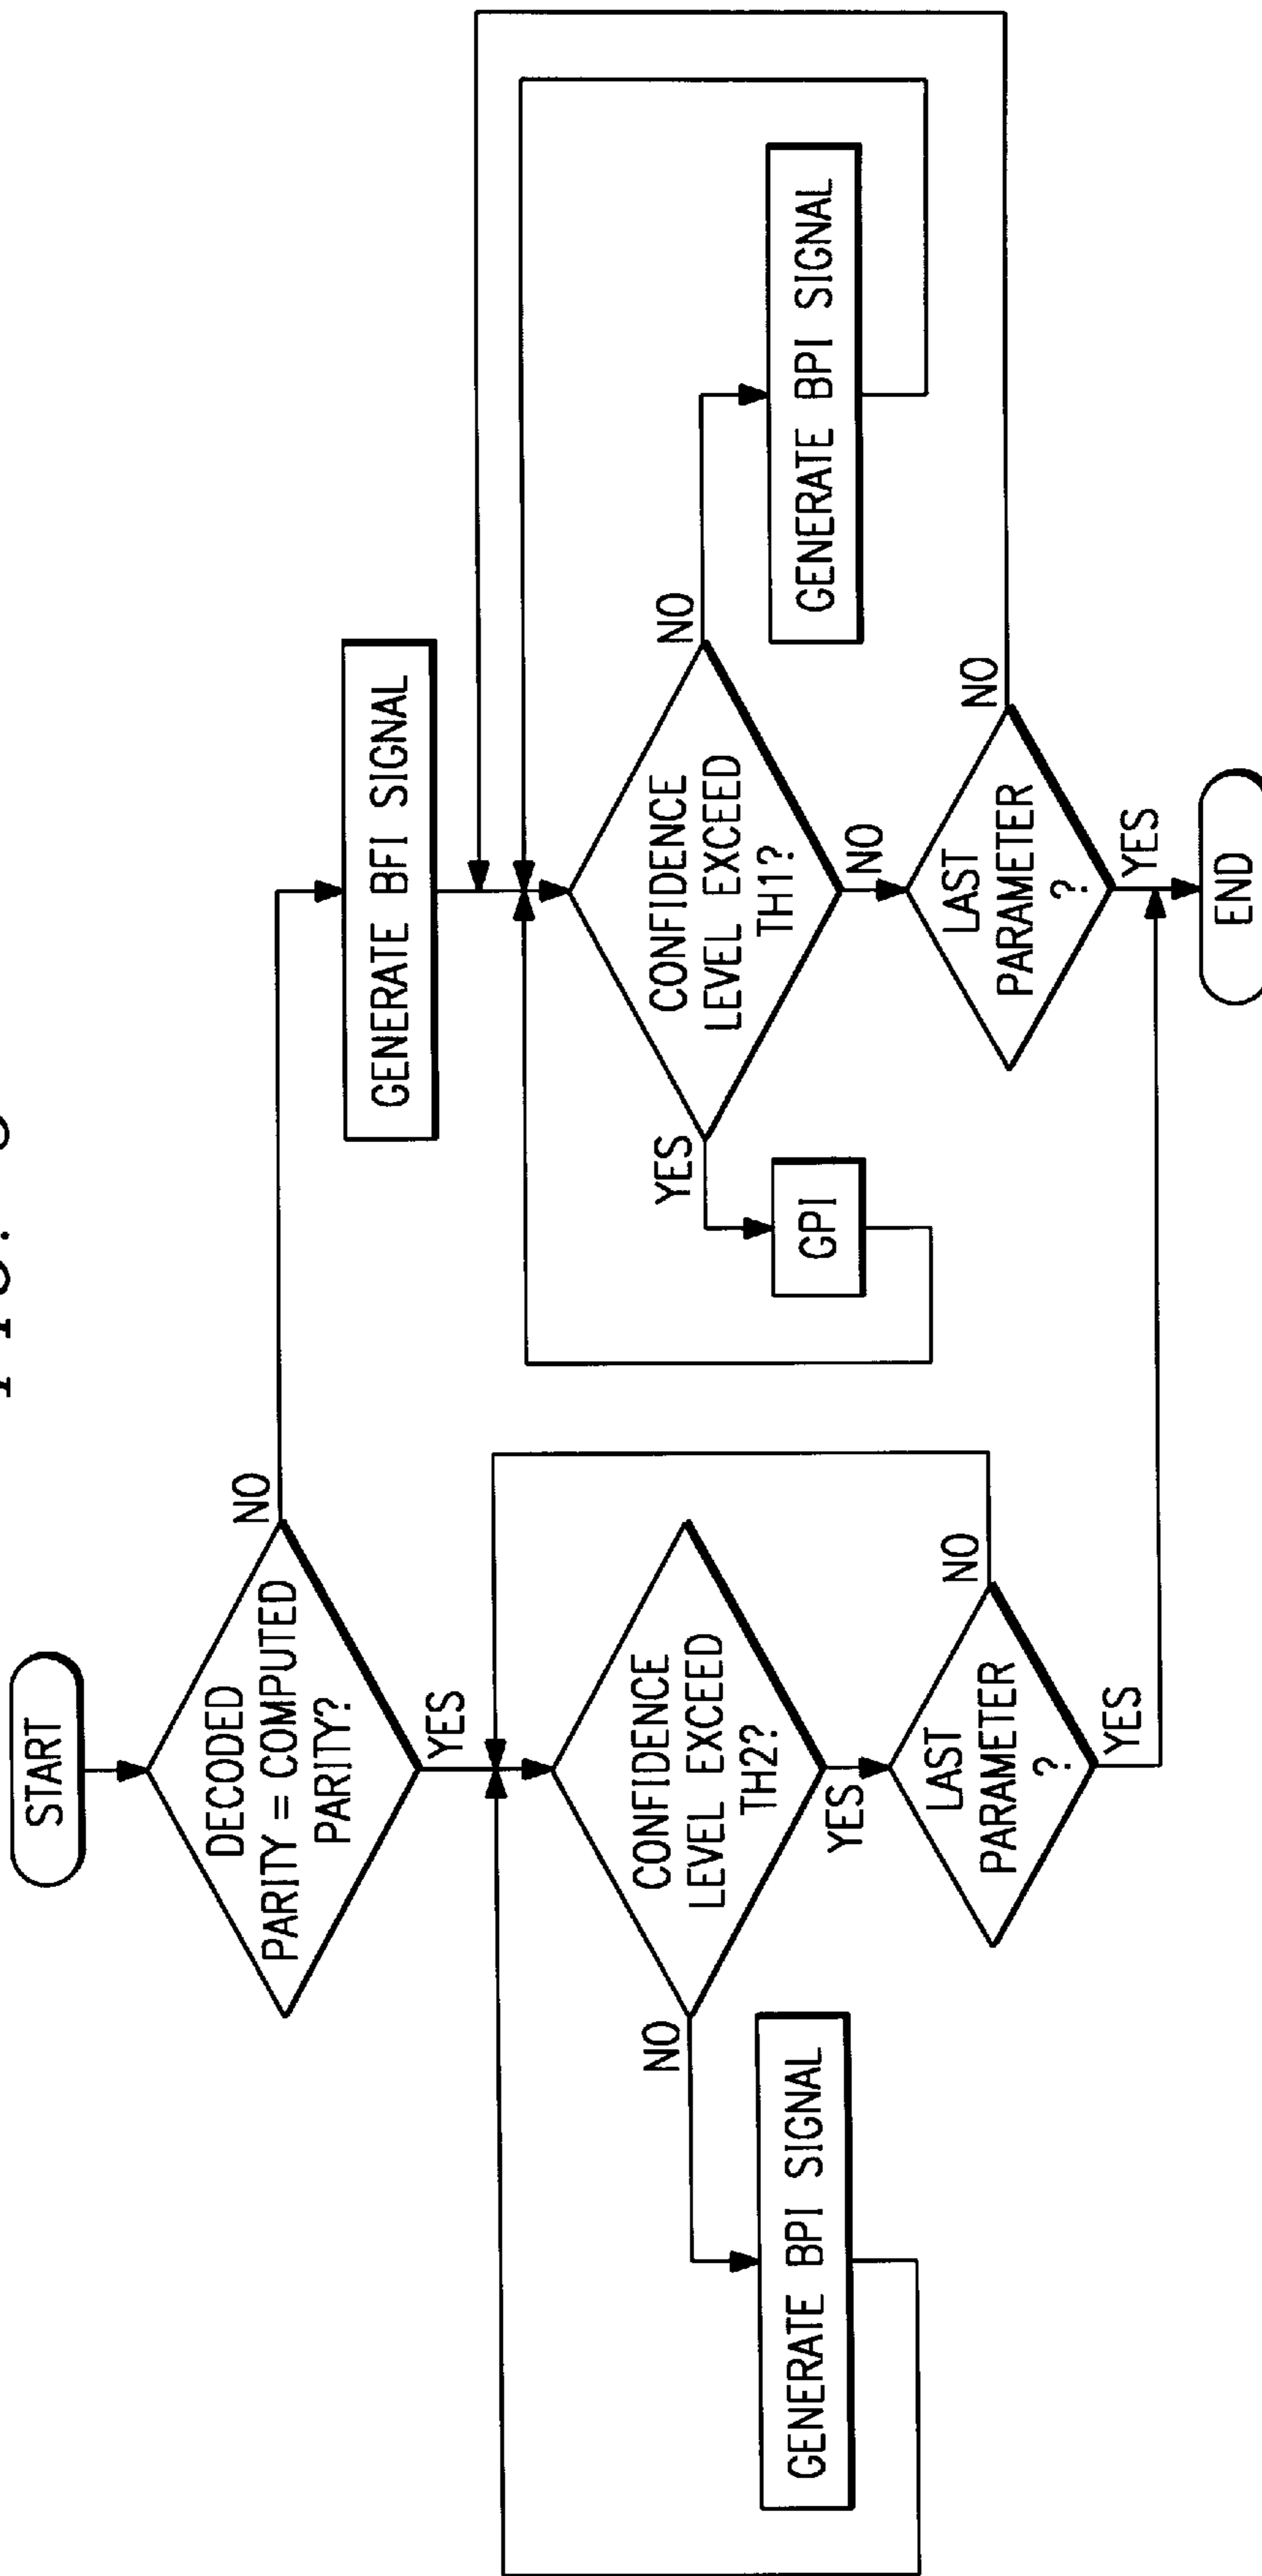 START
DECODED
PARITY = COMPUTED
PARITY?
NO
YES
GENERATE BFI SIGNAL
CONFIDENCE
LEVEL EXCEED
TH2?
NO
YES
GENERATE BPI SIGNAL
LAST
PARAMETER
?
NO
YES
CONFIDENCE
LEVEL EXCEED
TH1?
YES
NO
NO
GPI
GENERATE BPI SIGNAL
LAST
PARAMETER
?
NO
YES
END